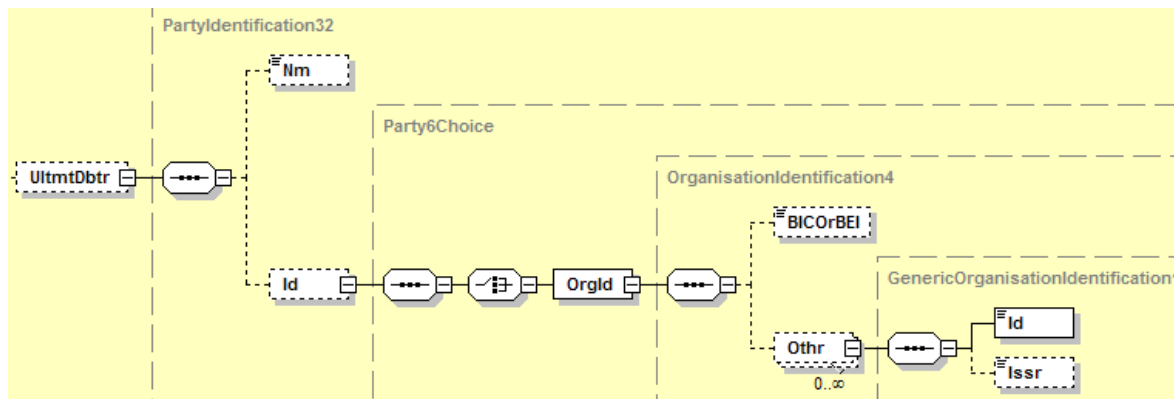 PartyIdentification32
Nm
Party6Choice
UltmtDbtr
OrganisationIdentification4
BICOrBEI
GenericOrganisationIdentification
Id
OrgId
Id
Othr
0..∞
Issr